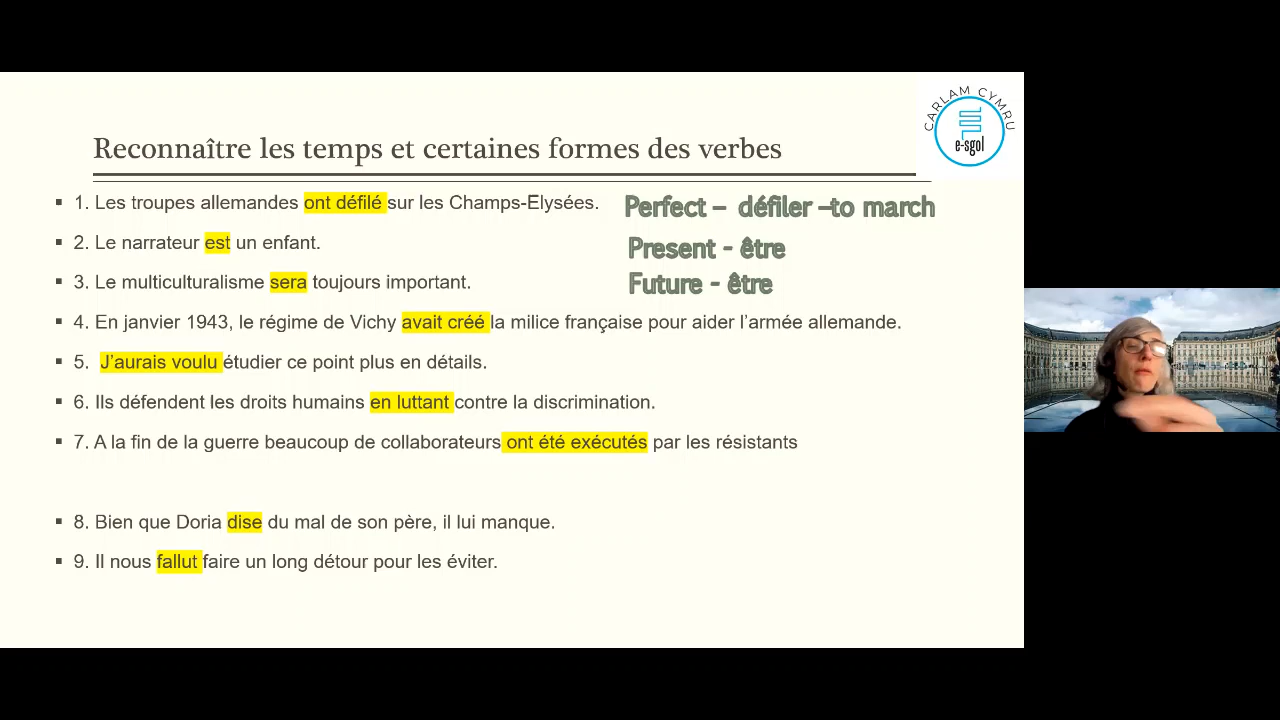 CARLAM CYMRU
e-sgol
Reconnaître les temps et certaines formes des verbes
1. Les troupes allemandes ont défilé sur les Champs-Elysées.
Perfect – défiler –to march
2. Le narrateur est un enfant.
Present - être
3. Le multiculturalisme sera toujours important.
Future - être
4. En janvier 1943, le régime de Vichy avait créé la milice française pour aider l'armée allemande.
5. J'aurais voulu étudier ce point plus en détails.
6. Ils défendent les droits humains en luttant contre la discrimination.
7. A la fin de la guerre beaucoup de collaborateurs ont été exécutés par les résistants
8. Bien que Doria dise du mal de son père, il lui manque.
9. Il nous fallut faire un long détour pour les éviter.